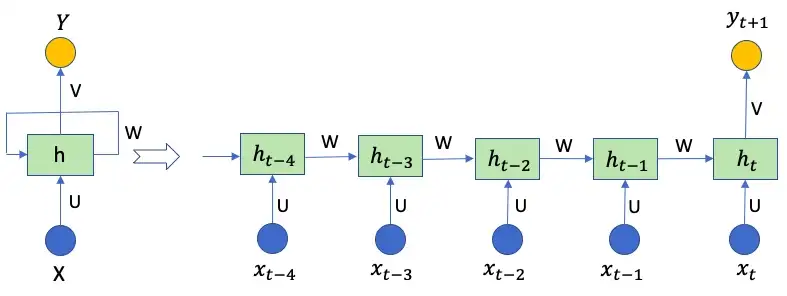 Y
y_{t+1}
V
V
W
W
W
W
W
h
h_{t-4}
h_{t-3}
h_{t-2}
h_{t-1}
h_t
U
U
U
U
U
U
X
x_{t-4}
x_{t-3}
x_{t-2}
x_{t-1}
x_t